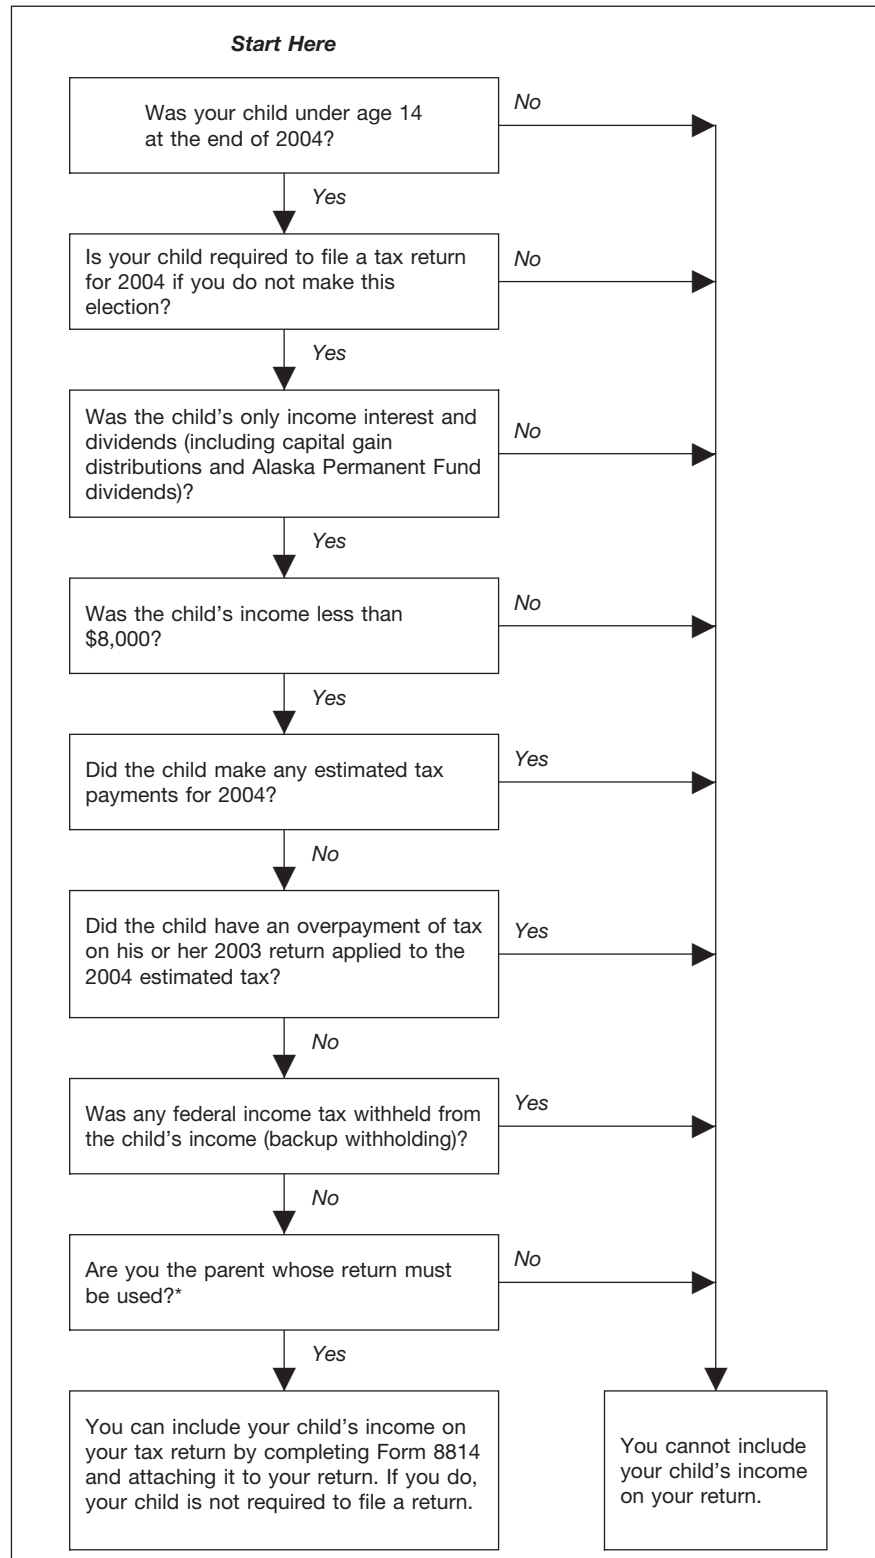 Start Here
Was your child under age 14
at the end of 2004?
No
Yes
Is your child required to file a tax return
for 2004 if you do not make this
election?
No
Yes
Was the child's only income interest and
dividends (including capital gain
distributions and Alaska Permanent Fund
dividends)?
No
Yes
Was the child's income less than
$8,000?
No
Yes
Did the child make any estimated tax
payments for 2004?
Yes
No
Did the child have an overpayment of tax
on his or her 2003 return applied to the
2004 estimated tax?
Yes
No
Was any federal income tax withheld from
the child's income (backup withholding)?
Yes
No
Are you the parent whose return must
be used?*
No
Yes
You can include your child's income on
your tax return by completing Form 8814
and attaching it to your return. If you do,
your child is not required to file a return.
You cannot include
your child's income
on your return.